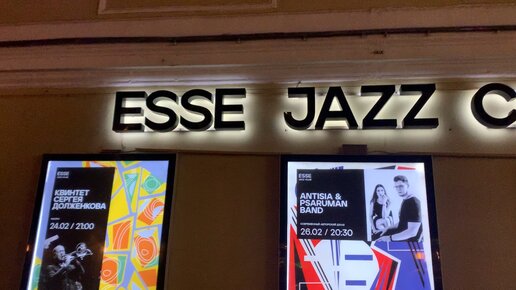 ESSE JAZZ C
ESSE
КВИНТЕТ
СЕРГЕЯ
ДОЛЖЕНКОВА
24.02 / 21:00
ESSE
ANTISIA &
PSARUMAN
BAND
26.02 / 20:30